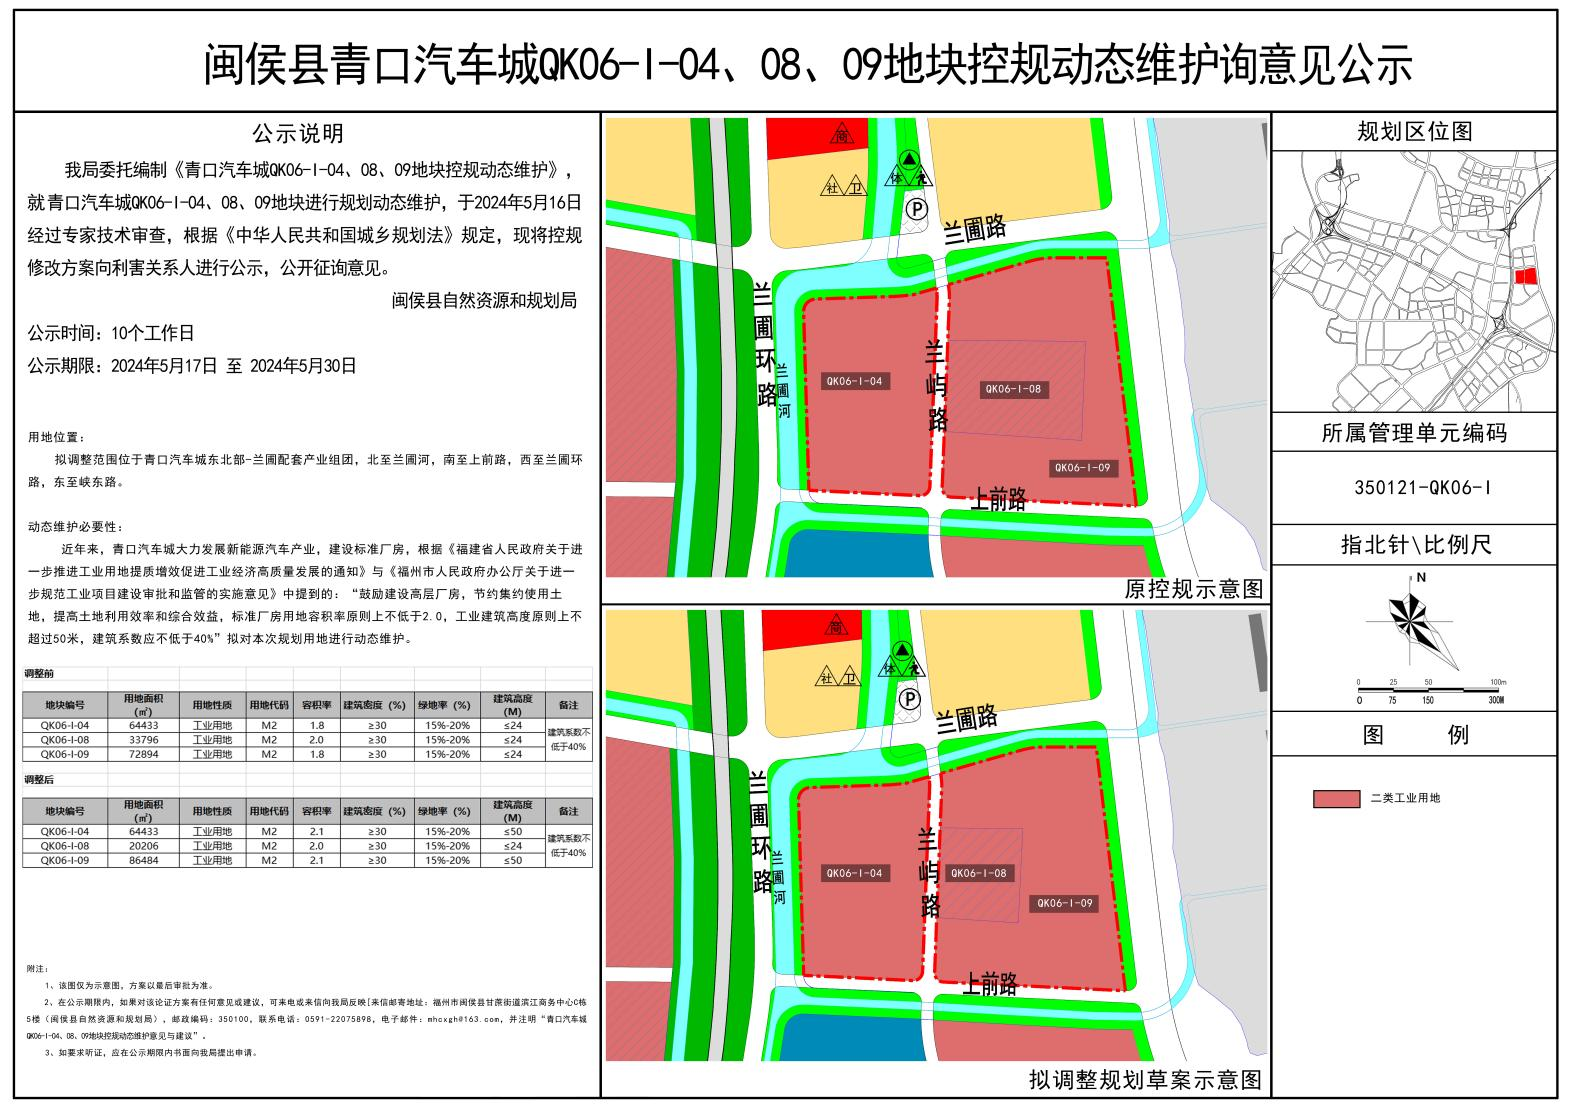 闽侯县青口汽车城QK06-I-04、08、09地块控规动态维护询意见公示
公示说明
我局委托编制《青口汽车城QK06-I-04、08、09地块控规动态维护》，
就青口汽车城QK06-I-04、08、09地块进行规划动态维护，于2024年5月16日
经过专家技术审查，根据《中华人民共和国城乡规划法》规定，现将控规
修改方案向利害关系人进行公示，公开征询意见。
闽侯县自然资源和规划局
公示时间：10个工作日
公示期限：2024年5月17日 至 2024年5月30日
用地位置：
拟调整范围位于青口汽车城东北部-兰圃配套产业组团，北至兰圃河，南至上前路，西至兰圃环
路，东至峡东路。
动态维护必要性：
近年来，青口汽车城大力发展新能源汽车产业，建设标准厂房，根据《福建省人民政府关于进
一步推进工业用地提质增效促进工业经济高质量发展的通知》与《福州市人民政府办公厅关于进一
步规范工业项目建设审批和监管的实施意见》中提到的：“鼓励建设高层厂房，节约集约使用土
地，提高土地利用效率和综合效益，标准厂房用地容积率原则上不低于2.0，工业建筑高度原则上不
超过50米，建筑系数应不低于40%”拟对本次规划用地进行动态维护。
调整前
地块编号 用地面积（㎡） 用地性质 用地代码 容积率 建筑密度（%） 绿地率（%） 建筑高度（M） 备注
QK06-I-04 64433 工业用地 M2 1.8 ≥30 15%-20% ≤24 建筑系数不低于40%
QK06-I-08 33796 工业用地 M2 2.0 ≥30 15%-20% ≤24
QK06-I-09 72894 工业用地 M2 1.8 ≥30 15%-20% ≤24
调整后
地块编号 用地面积（㎡） 用地性质 用地代码 容积率 建筑密度（%） 绿地率（%） 建筑高度（M） 备注
QK06-I-04 64433 工业用地 M2 2.1 ≥30 15%-20% ≤50 建筑系数不低于40%
QK06-I-08 20206 工业用地 M2 2.0 ≥30 15%-20% ≤24
QK06-I-09 86484 工业用地 M2 2.1 ≥30 15%-20% ≤50
附注：
1、该图仅为示意图，方案以最后审批为准。
2、在公示期限内，如果对该论证方案有任何意见或建议，可来电或来信向我局反映[来信邮寄地址：福州市闽侯县甘蔗街道滨江商务中心C栋
5楼（闽侯县自然资源和规划局），邮政编码：350100，联系电话：0591-22075898，电子邮件：mhcxgh@163.com，并注明“青口汽车城
QK06-I-04、08、09地块控规动态维护意见与建议”。
3、如要求听证，应在公示期限内书面向我局提出申请。
商
社 卫
体
P
兰圃路
兰圃环路
兰圃河
兰屿路
QK06-I-04
QK06-I-08
QK06-I-09
上前路
原控规示意图
商
社 卫
体
P
兰圃路
兰圃环路
兰圃河
兰屿路
QK06-I-04
QK06-I-08
QK06-I-09
上前路
拟调整规划草案示意图
规划区位图
所属管理单元编码
350121-QK06-I
指北针\比例尺
N
0 25 50 100m
0 75 150 300M
图 例
二类工业用地